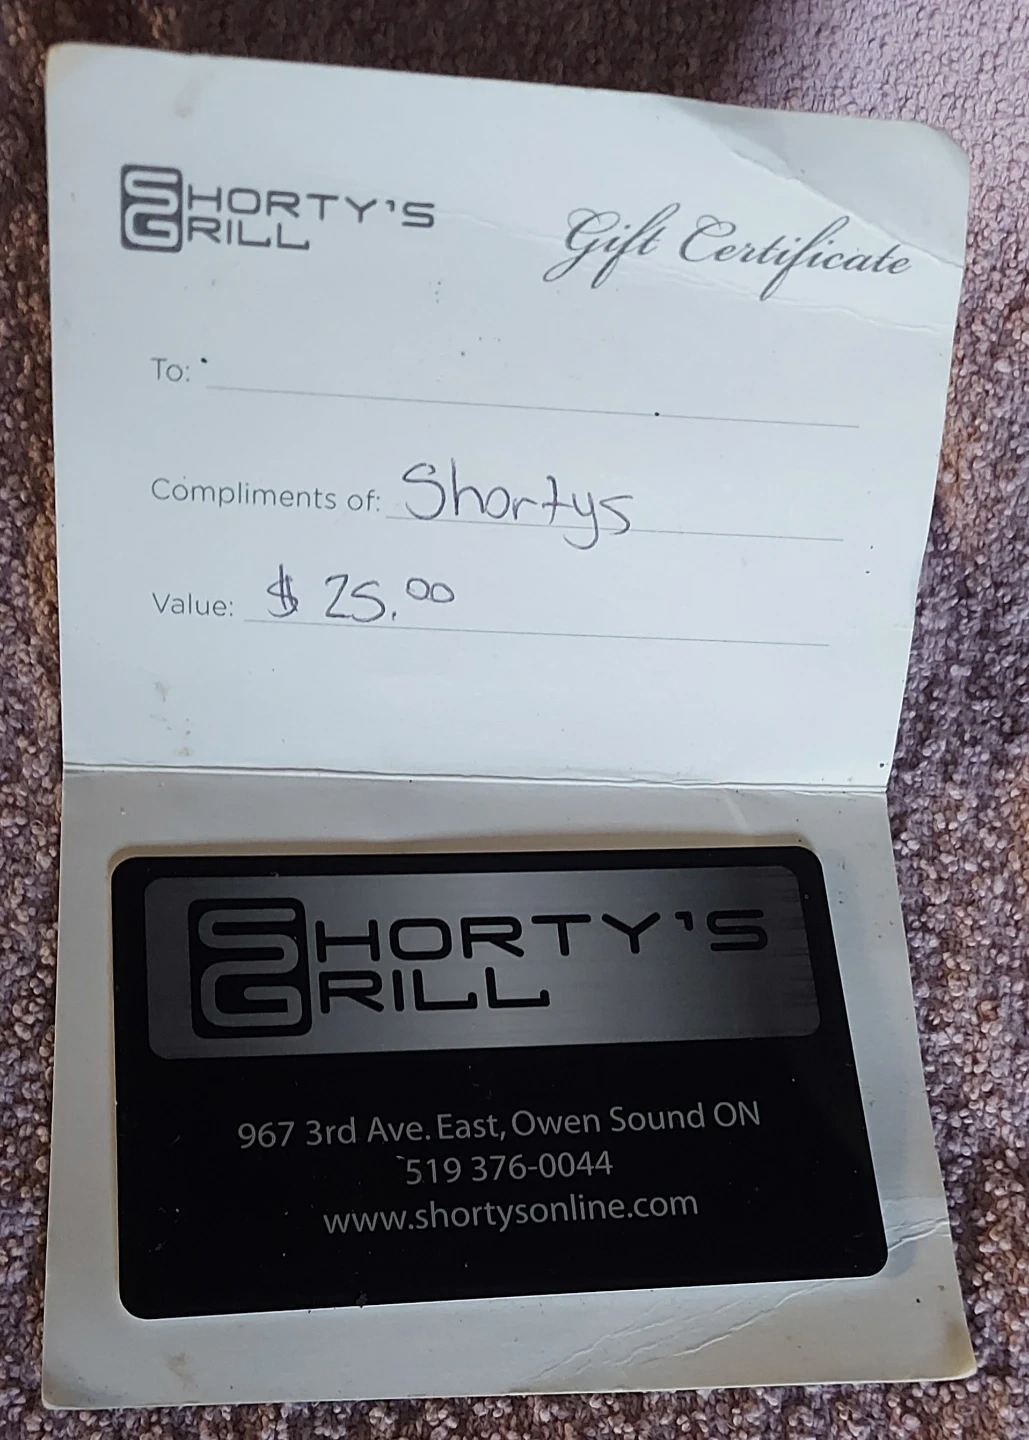 SHORTY'S
GRILL
Gift Certificate
To:
Compliments of: Shortys
Value: $ 25.00
SHORTY'S
GRILL
967 3rd Ave. East, Owen Sound ON
519 376-0044
www.shortysonline.com